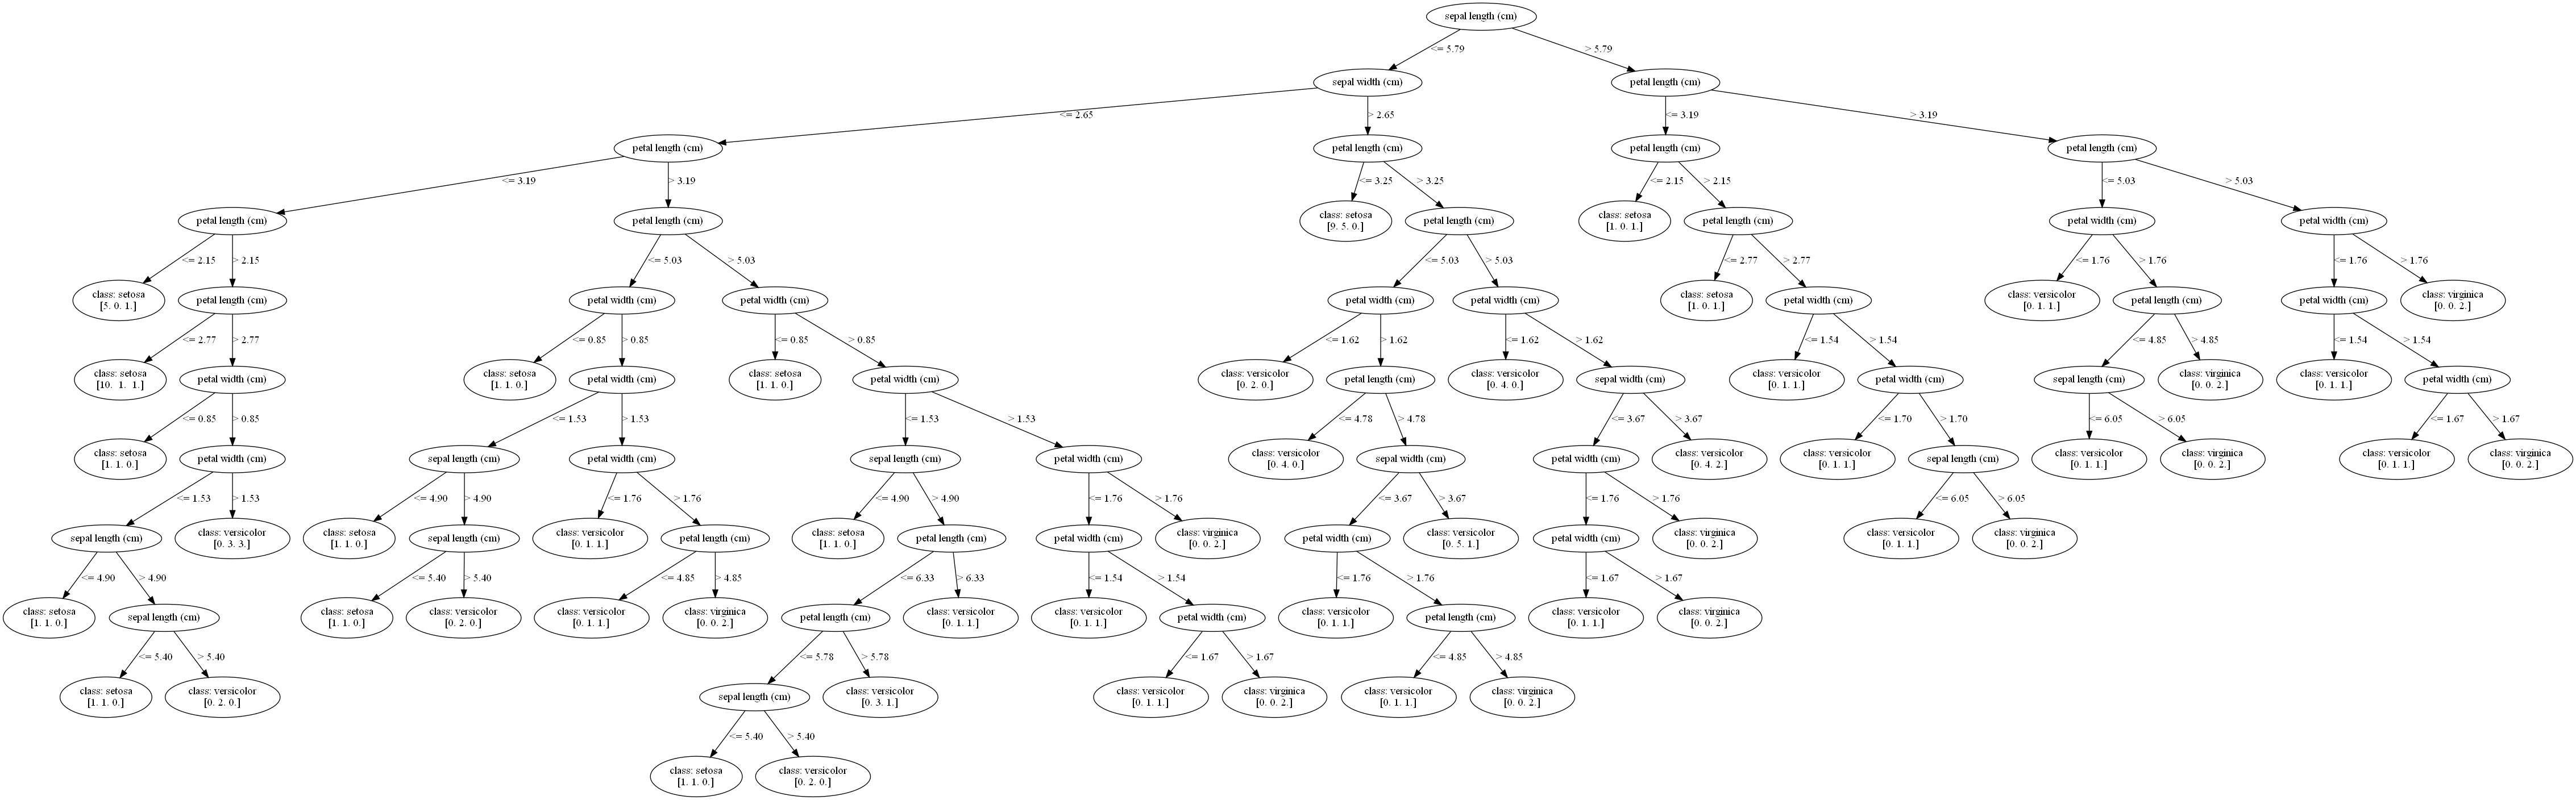 sepal length (cm)
<= 5.79
> 5.79
sepal width (cm)
petal length (cm)
<= 2.65
> 2.65
<= 3.19
> 3.19
petal length (cm)
petal length (cm)
petal length (cm)
petal length (cm)
<= 3.19
> 3.19
<= 3.25
> 3.25
<= 2.15
> 2.15
<= 5.03
> 5.03
petal length (cm)
petal length (cm)
class: setosa
[9. 5. 0.]
petal length (cm)
class: setosa
[1. 0. 1.]
petal length (cm)
petal width (cm)
petal width (cm)
<= 2.15
> 2.15
<= 5.03
> 5.03
<= 5.03
> 5.03
<= 2.77
> 2.77
<= 1.76
> 1.76
<= 1.76
> 1.76
class: setosa
[5. 0. 1.]
petal length (cm)
petal width (cm)
petal width (cm)
petal width (cm)
petal width (cm)
class: setosa
[1. 0. 1.]
petal width (cm)
class: versicolor
[0. 1. 1.]
petal length (cm)
petal width (cm)
class: virginica
[0. 0. 2.]
<= 2.77
> 2.77
<= 0.85
> 0.85
<= 0.85
> 0.85
<= 1.62
> 1.62
<= 1.62
> 1.62
<= 1.54
> 1.54
<= 4.85
> 4.85
<= 1.54
> 1.54
class: setosa
[10. 1. 1.]
petal width (cm)
class: setosa
[1. 1. 0.]
petal width (cm)
class: setosa
[1. 1. 0.]
petal width (cm)
class: versicolor
[0. 2. 0.]
petal length (cm)
class: versicolor
[0. 4. 0.]
sepal width (cm)
class: versicolor
[0. 1. 1.]
petal width (cm)
sepal length (cm)
class: virginica
[0. 0. 2.]
class: versicolor
[0. 1. 1.]
petal width (cm)
<= 0.85
> 0.85
<= 1.53
> 1.53
<= 1.53
> 1.53
<= 4.78
> 4.78
<= 3.67
> 3.67
<= 1.70
> 1.70
<= 6.05
> 6.05
<= 1.67
> 1.67
class: setosa
[1. 1. 0.]
petal width (cm)
sepal length (cm)
petal width (cm)
sepal length (cm)
petal width (cm)
class: versicolor
[0. 4. 0.]
sepal width (cm)
petal width (cm)
class: versicolor
[0. 4. 2.]
class: versicolor
[0. 1. 1.]
sepal length (cm)
class: versicolor
[0. 1. 1.]
class: virginica
[0. 0. 2.]
class: versicolor
[0. 1. 1.]
class: virginica
[0. 0. 2.]
<= 1.53
> 1.53
<= 4.90
> 4.90
<= 1.76
> 1.76
<= 4.90
> 4.90
<= 1.76
> 1.76
<= 3.67
> 3.67
<= 1.76
> 1.76
<= 6.05
> 6.05
sepal length (cm)
class: versicolor
[0. 3. 3.]
class: setosa
[1. 1. 0.]
sepal length (cm)
class: versicolor
[0. 1. 1.]
petal length (cm)
class: setosa
[1. 1. 0.]
petal length (cm)
petal width (cm)
class: virginica
[0. 0. 2.]
petal width (cm)
class: versicolor
[0. 5. 1.]
petal width (cm)
class: virginica
[0. 0. 2.]
class: versicolor
[0. 1. 1.]
class: virginica
[0. 0. 2.]
<= 4.90
> 4.90
<= 5.40
> 5.40
<= 4.85
> 4.85
<= 6.33
> 6.33
<= 1.54
> 1.54
<= 1.76
> 1.76
<= 1.67
> 1.67
class: setosa
[1. 1. 0.]
sepal length (cm)
class: setosa
[1. 1. 0.]
class: versicolor
[0. 2. 0.]
class: versicolor
[0. 1. 1.]
class: virginica
[0. 0. 2.]
petal length (cm)
class: versicolor
[0. 1. 1.]
class: versicolor
[0. 1. 1.]
petal width (cm)
class: versicolor
[0. 1. 1.]
petal length (cm)
class: versicolor
[0. 1. 1.]
class: virginica
[0. 0. 2.]
<= 5.40
> 5.40
<= 5.78
> 5.78
<= 1.67
> 1.67
<= 4.85
> 4.85
class: setosa
[1. 1. 0.]
class: versicolor
[0. 2. 0.]
sepal length (cm)
class: versicolor
[0. 3. 1.]
class: versicolor
[0. 1. 1.]
class: virginica
[0. 0. 2.]
class: versicolor
[0. 1. 1.]
class: virginica
[0. 0. 2.]
<= 5.40
> 5.40
class: setosa
[1. 1. 0.]
class: versicolor
[0. 2. 0.]